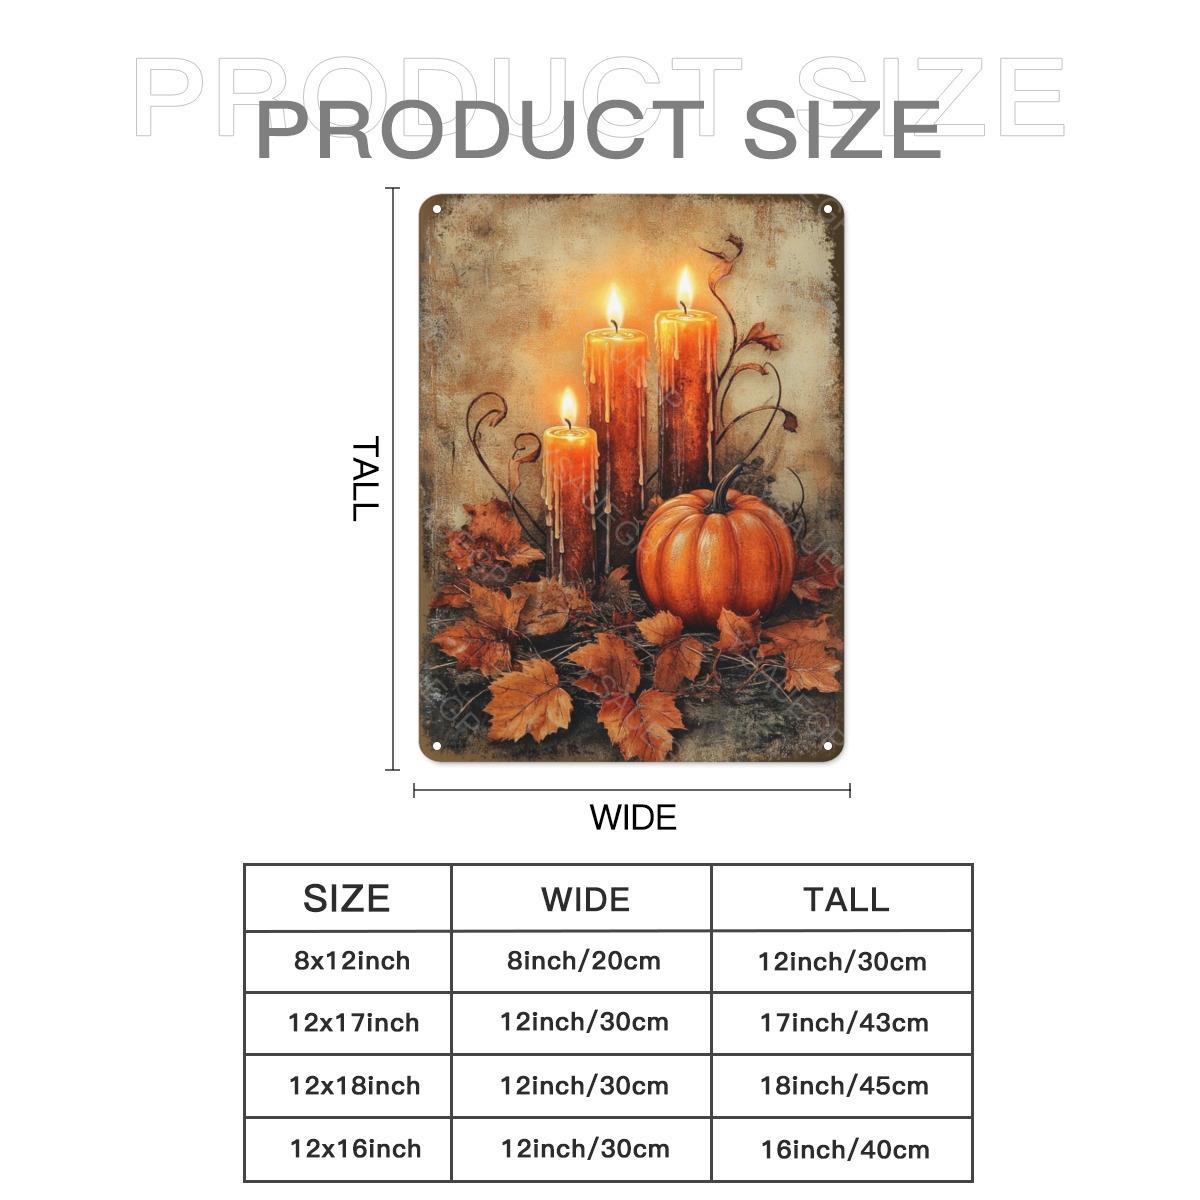 PRODUCT SIZE
PRODUCT SIZE
TALL
SAUEGP
WIDE
SIZE WIDE TALL
8x12inch 8inch/20cm 12inch/30cm
12x17inch 12inch/30cm 17inch/43cm
12x18inch 12inch/30cm 18inch/45cm
12x16inch 12inch/30cm 16inch/40cm